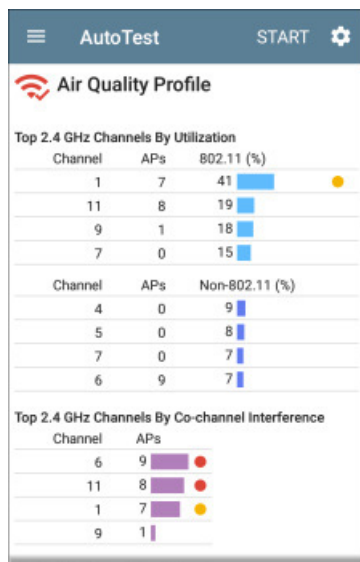 AutoTest START
Air Quality Profile
Top 2.4 GHz Channels By Utilization
Channel APs 802.11 (%)
1 7 41
11 8 19
9 1 18
7 0 15
Channel APs Non-802.11 (%)
4 0 9
5 0 8
7 0 7
6 9 7
Top 2.4 GHz Channels By Co-channel Interference
Channel APs
6 9
11 8
1 7
9 1